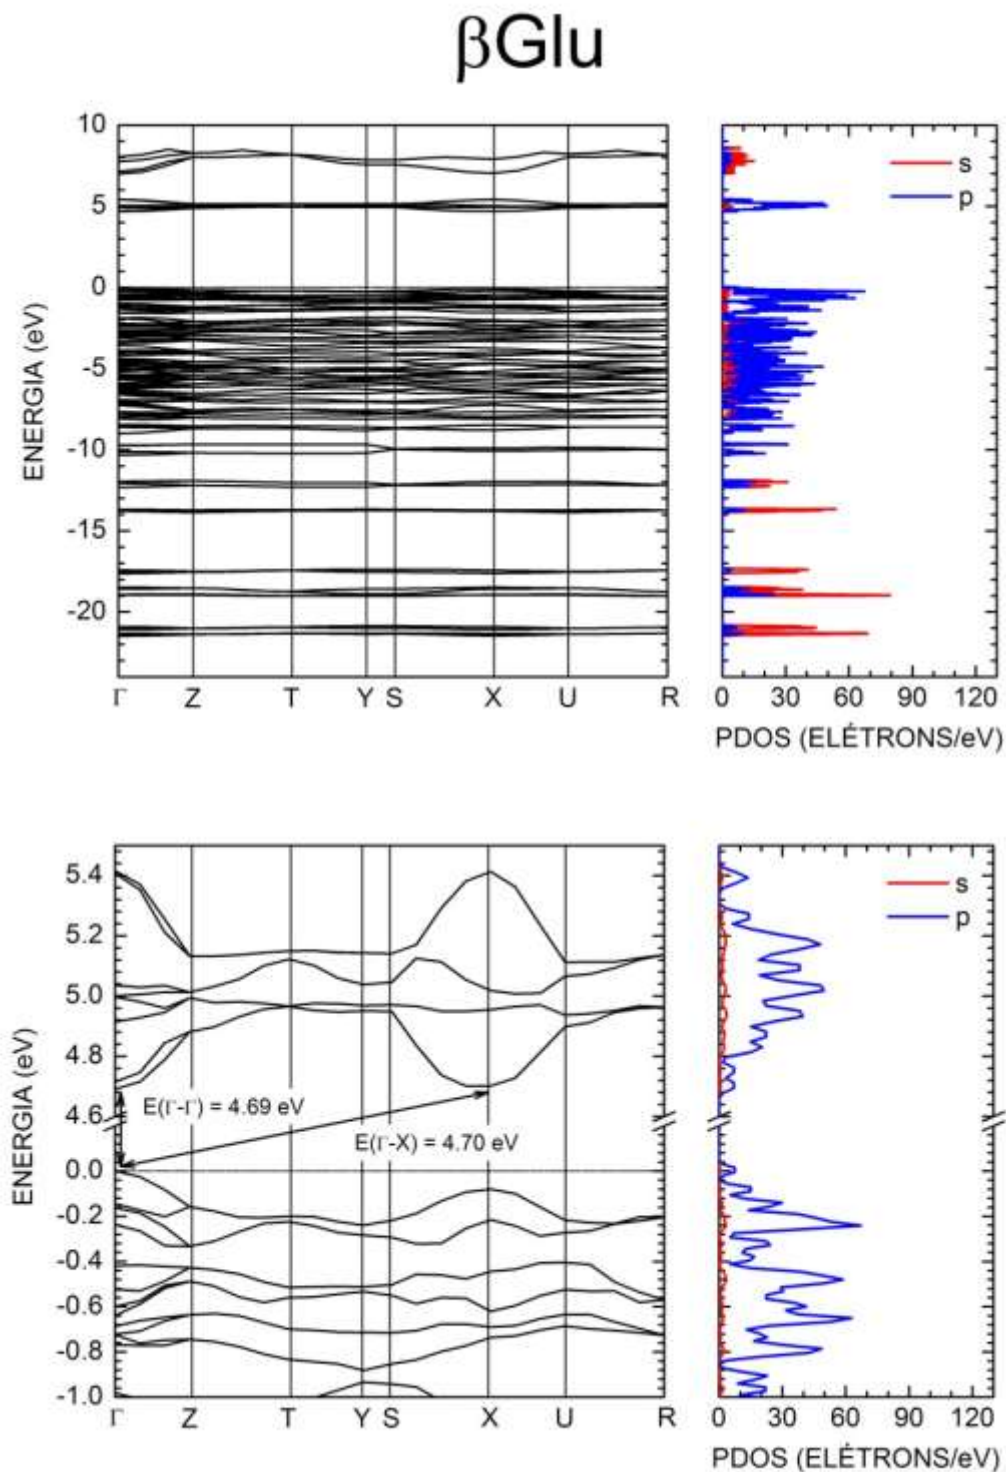 βGlu
10
5
0
-5
-10
-15
-20
ENERGIA (eV)
Γ Z T Y S X U R
s
p
0 30 60 90 120
PDOS (ELÉTRONS/eV)
5.4
5.2
5.0
4.8
4.6
0.0
-0.2
-0.4
-0.6
-0.8
-1.0
ENERGIA (eV)
E(Γ-Γ) = 4.69 eV
E(Γ-X) = 4.70 eV
Γ Z T Y S X U R
s
p
0 30 60 90 120
PDOS (ELÉTRONS/eV)